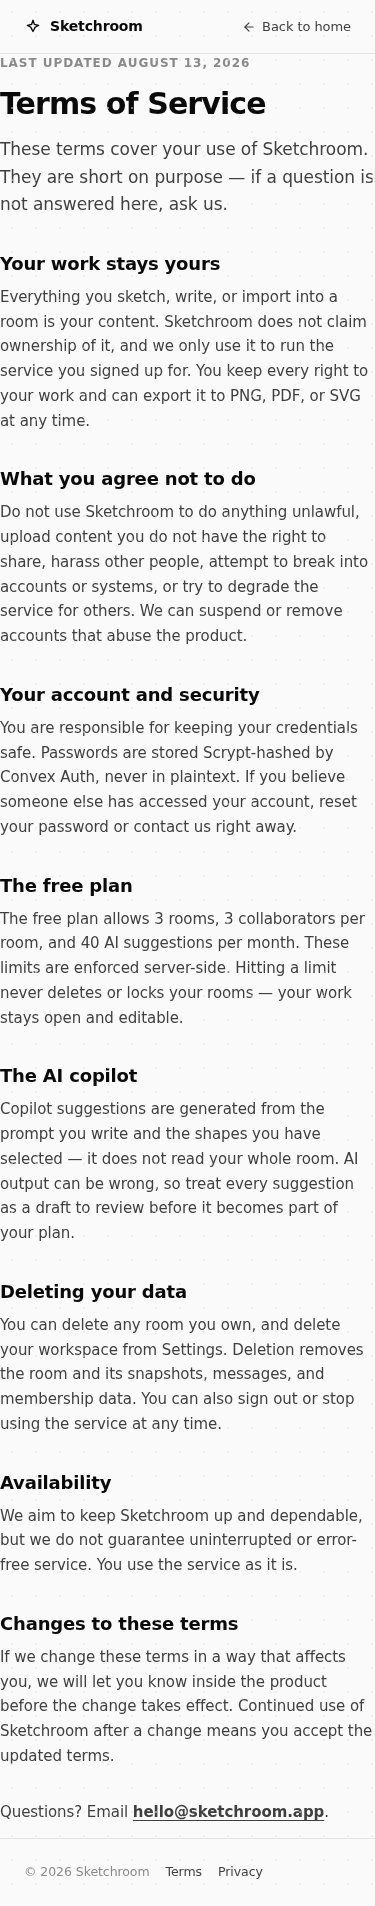 Sketchroom
Back to home
LAST UPDATED AUGUST 13, 2026
Terms of Service
These terms cover your use of Sketchroom.
They are short on purpose — if a question is
not answered here, ask us.
Your work stays yours
Everything you sketch, write, or import into a
room is your content. Sketchroom does not claim
ownership of it, and we only use it to run the
service you signed up for. You keep every right to
your work and can export it to PNG, PDF, or SVG
at any time.
What you agree not to do
Do not use Sketchroom to do anything unlawful,
upload content you do not have the right to
share, harass other people, attempt to break into
accounts or systems, or try to degrade the
service for others. We can suspend or remove
accounts that abuse the product.
Your account and security
You are responsible for keeping your credentials
safe. Passwords are stored Scrypt-hashed by
Convex Auth, never in plaintext. If you believe
someone else has accessed your account, reset
your password or contact us right away.
The free plan
The free plan allows 3 rooms, 3 collaborators per
room, and 40 AI suggestions per month. These
limits are enforced server-side. Hitting a limit
never deletes or locks your rooms — your work
stays open and editable.
The AI copilot
Copilot suggestions are generated from the
prompt you write and the shapes you have
selected — it does not read your whole room. AI
output can be wrong, so treat every suggestion
as a draft to review before it becomes part of
your plan.
Deleting your data
You can delete any room you own, and delete
your workspace from Settings. Deletion removes
the room and its snapshots, messages, and
membership data. You can also sign out or stop
using the service at any time.
Availability
We aim to keep Sketchroom up and dependable,
but we do not guarantee uninterrupted or error-
free service. You use the service as it is.
Changes to these terms
If we change these terms in a way that affects
you, we will let you know inside the product
before the change takes effect. Continued use of
Sketchroom after a change means you accept the
updated terms.
Questions? Email hello@sketchroom.app.
© 2026 Sketchroom Terms Privacy